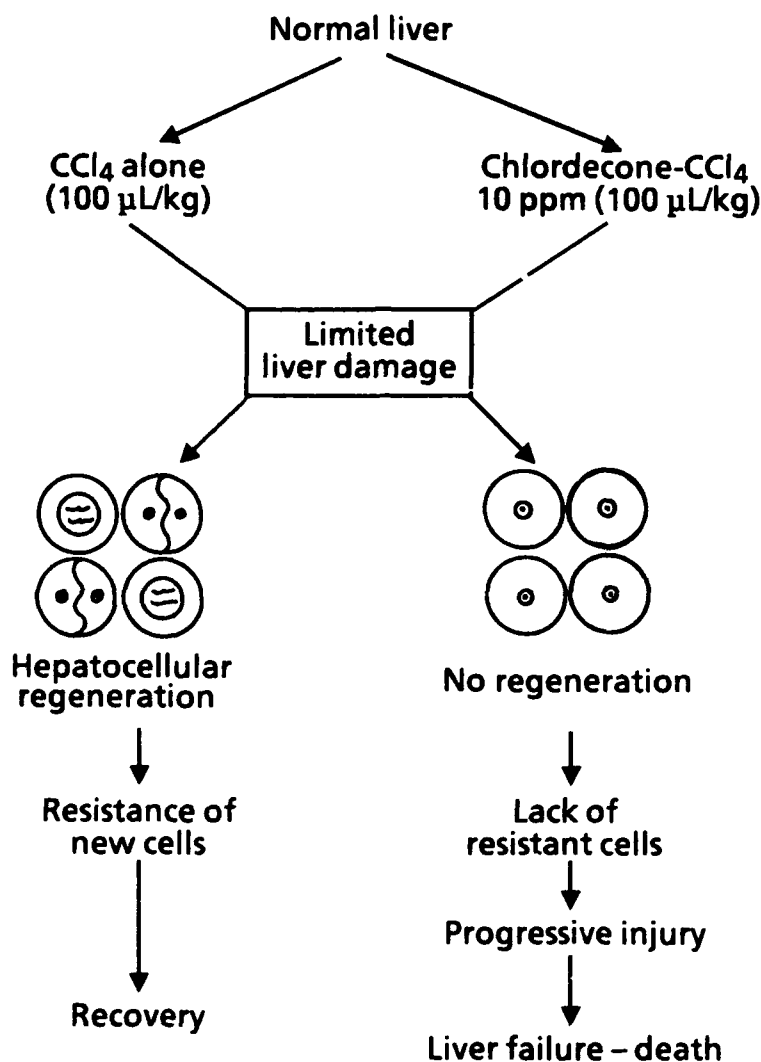 Normal liver
CCl₄ alone
(100 μL/kg)
Chlordecone-CCl₄
10 ppm (100 μL/kg)
Limited
liver damage
Hepatocellular
regeneration
No regeneration
Resistance of
new cells
Lack of
resistant cells
Progressive injury
Recovery
Liver failure – death